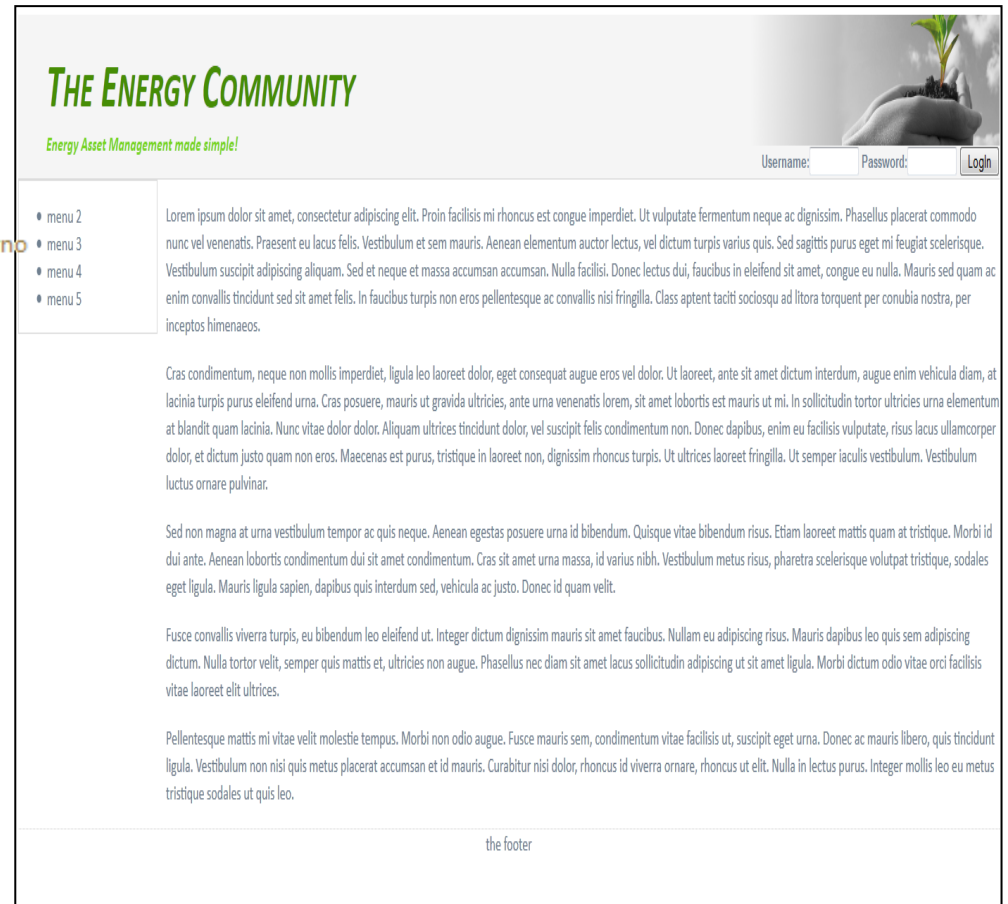 THE ENERGY COMMUNITY
Energy Asset Management made simple!
Username: Password: LogIn
menu 2
menu 3
menu 4
menu 5
Lorem ipsum dolor sit amet, consectetur adipiscing elit. Proin facilisis mi rhoncus est congue imperdiet. Ut vulputate fermentum neque ac dignissim. Phasellus placerat commodo
nunc vel venenatis. Praesent eu lacus felis. Vestibulum et sem mauris. Aenean elementum auctor lectus, vel dictum turpis varius quis. Sed sagittis purus eget mi feugiat scelerisque.
Vestibulum suscipit adipiscing aliquam. Sed et neque et massa accumsan accumsan. Nulla facilisi. Donec lectus dui, faucibus in eleifend sit amet, congue eu nulla. Mauris sed quam ac
enim convallis tincidunt sed sit amet felis. In faucibus turpis non eros pellentesque ac convallis nisi fringilla. Class aptent taciti sociosqu ad litora torquent per conubia nostra, per
inceptos himenaeos.
Cras condimentum, neque non mollis imperdiet, ligula leo laoreet dolor, eget consequat augue eros vel dolor. Ut laoreet, ante sit amet dictum interdum, augue enim vehicula diam, at
lacinia turpis purus eleifend urna. Cras posuere, mauris ut gravida ultricies, ante urna venenatis lorem, sit amet lobortis est mauris ut mi. In sollicitudin tortor ultricies urna elementum
at blandit quam lacinia. Nunc vitae dolor dolor. Aliquam ultrices tincidunt dolor, vel suscipit felis condimentum non. Donec dapibus, enim eu facilisis vulputate, risus lacus ullamcorper
dolor, et dictum justo quam non eros. Maecenas est purus, tristique in laoreet non, dignissim rhoncus turpis. Ut ultrices laoreet fringilla. Ut semper iaculis vestibulum. Vestibulum
luctus ornare pulvinar.
Sed non magna at urna vestibulum tempor ac quis neque. Aenean egestas posuere urna id bibendum. Quisque vitae bibendum risus. Etiam laoreet mattis quam at tristique. Morbi id
dui ante. Aenean lobortis condimentum dui sit amet condimentum. Cras sit amet urna massa, id varius nibh. Vestibulum metus risus, pharetra scelerisque volutpat tristique, sodales
eget ligula. Mauris ligula sapien, dapibus quis interdum sed, vehicula ac justo. Donec id quam velit.
Fusce convallis viverra turpis, eu bibendum leo eleifend ut. Integer dictum dignissim mauris sit amet faucibus. Nullam eu adipiscing risus. Mauris dapibus leo quis sem adipiscing
dictum. Nulla tortor velit, semper quis mattis et, ultricies non augue. Phasellus nec diam sit amet lacus sollicitudin adipiscing ut sit amet ligula. Morbi dictum odio vitae orci facilisis
vitae laoreet elit ultrices.
Pellentesque mattis mi vitae velit molestie tempus. Morbi non odio augue. Fusce mauris sem, condimentum vitae facilisis ut, suscipit eget urna. Donec ac mauris libero, quis tincidunt
ligula. Vestibulum non nisi quis metus placerat accumsan et id mauris. Curabitur nisi dolor, rhoncus id viverra ornare, rhoncus ut elit. Nulla in lectus purus. Integer mollis leo eu metus
tristique sodales ut quis leo.
the footer